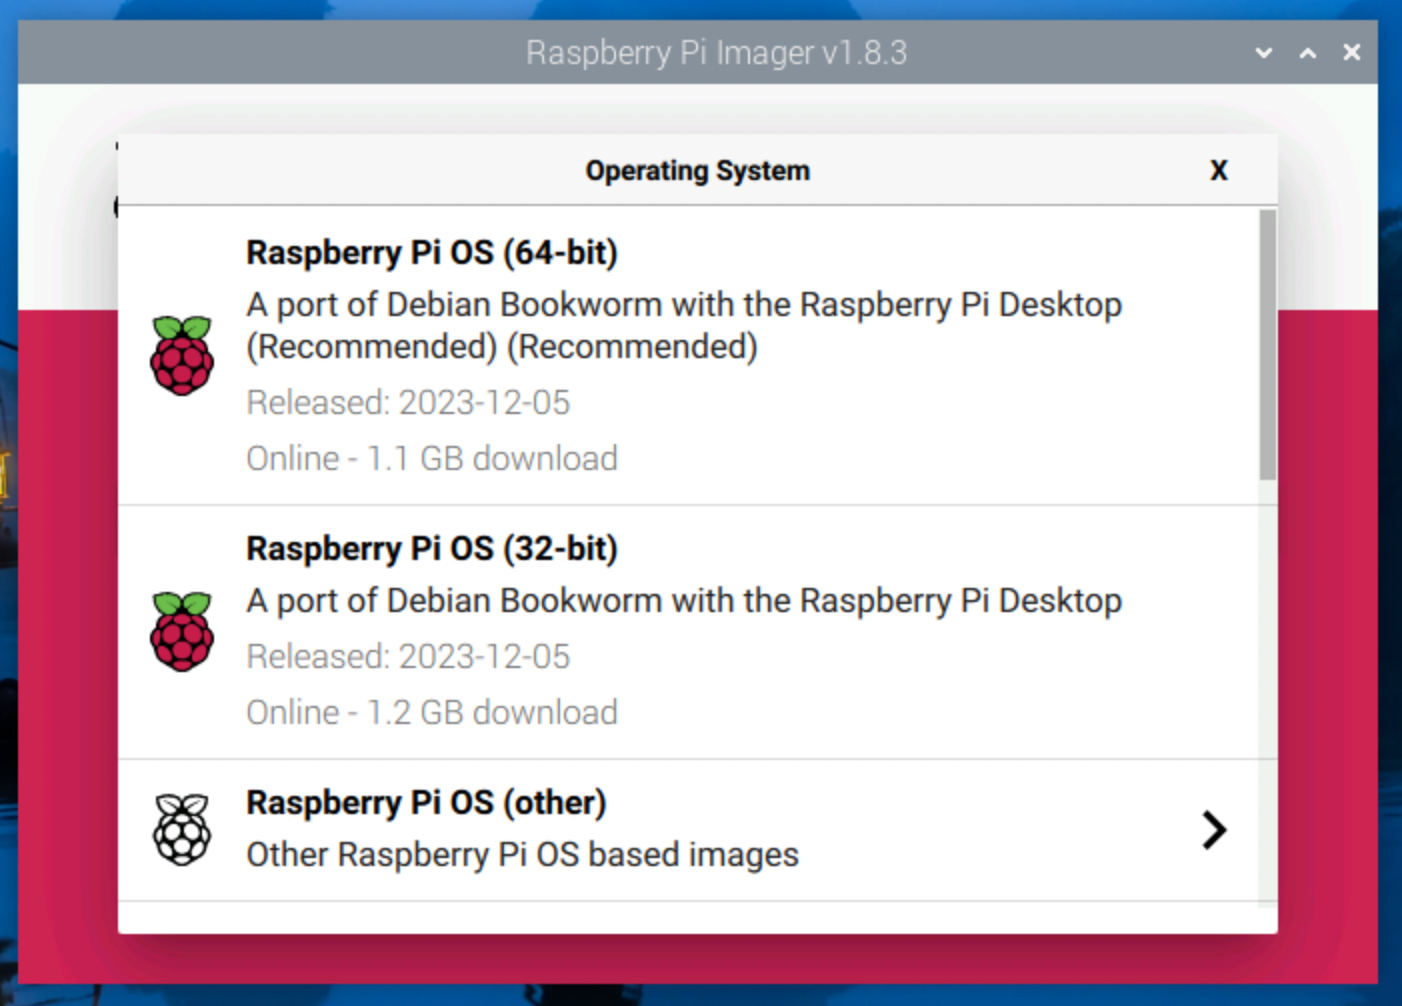 Raspberry Pi Imager v1.8.3
Operating System
X
Raspberry Pi OS (64-bit)
A port of Debian Bookworm with the Raspberry Pi Desktop
(Recommended) (Recommended)
Released: 2023-12-05
Online - 1.1 GB download
Raspberry Pi OS (32-bit)
A port of Debian Bookworm with the Raspberry Pi Desktop
Released: 2023-12-05
Online - 1.2 GB download
Raspberry Pi OS (other)
Other Raspberry Pi OS based images